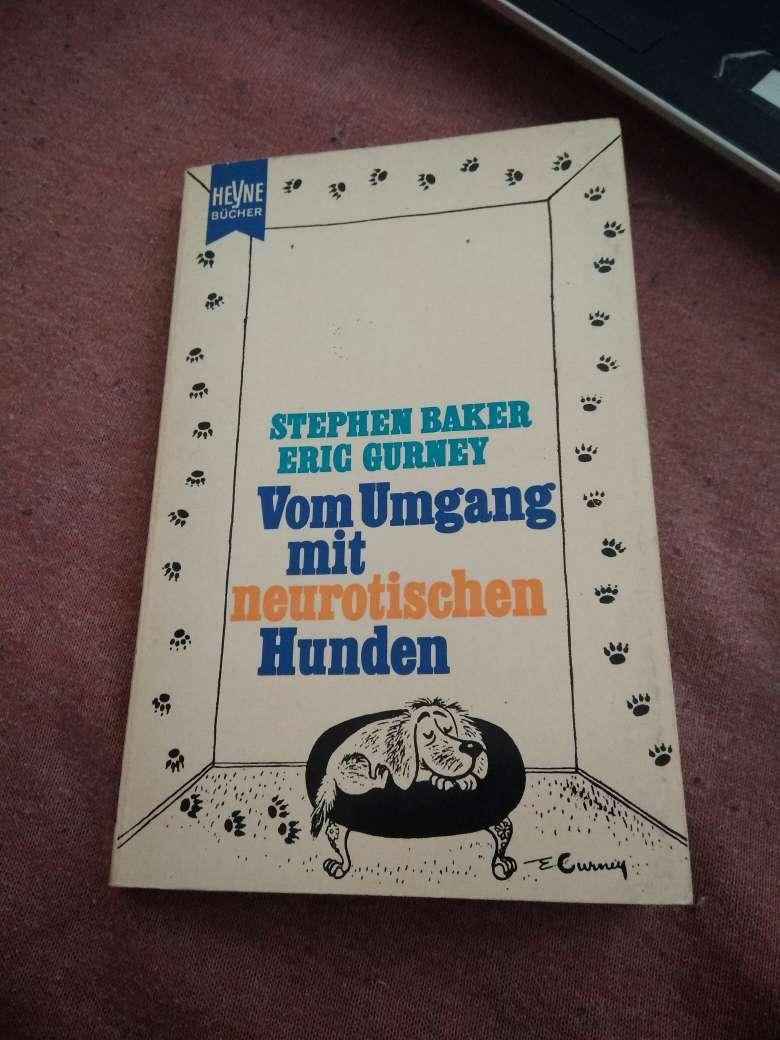 HEYNE
BÜCHER
STEPHEN BAKER
ERIC GURNEY
Vom Umgang
mit
neurotischen
Hunden
E Gurney